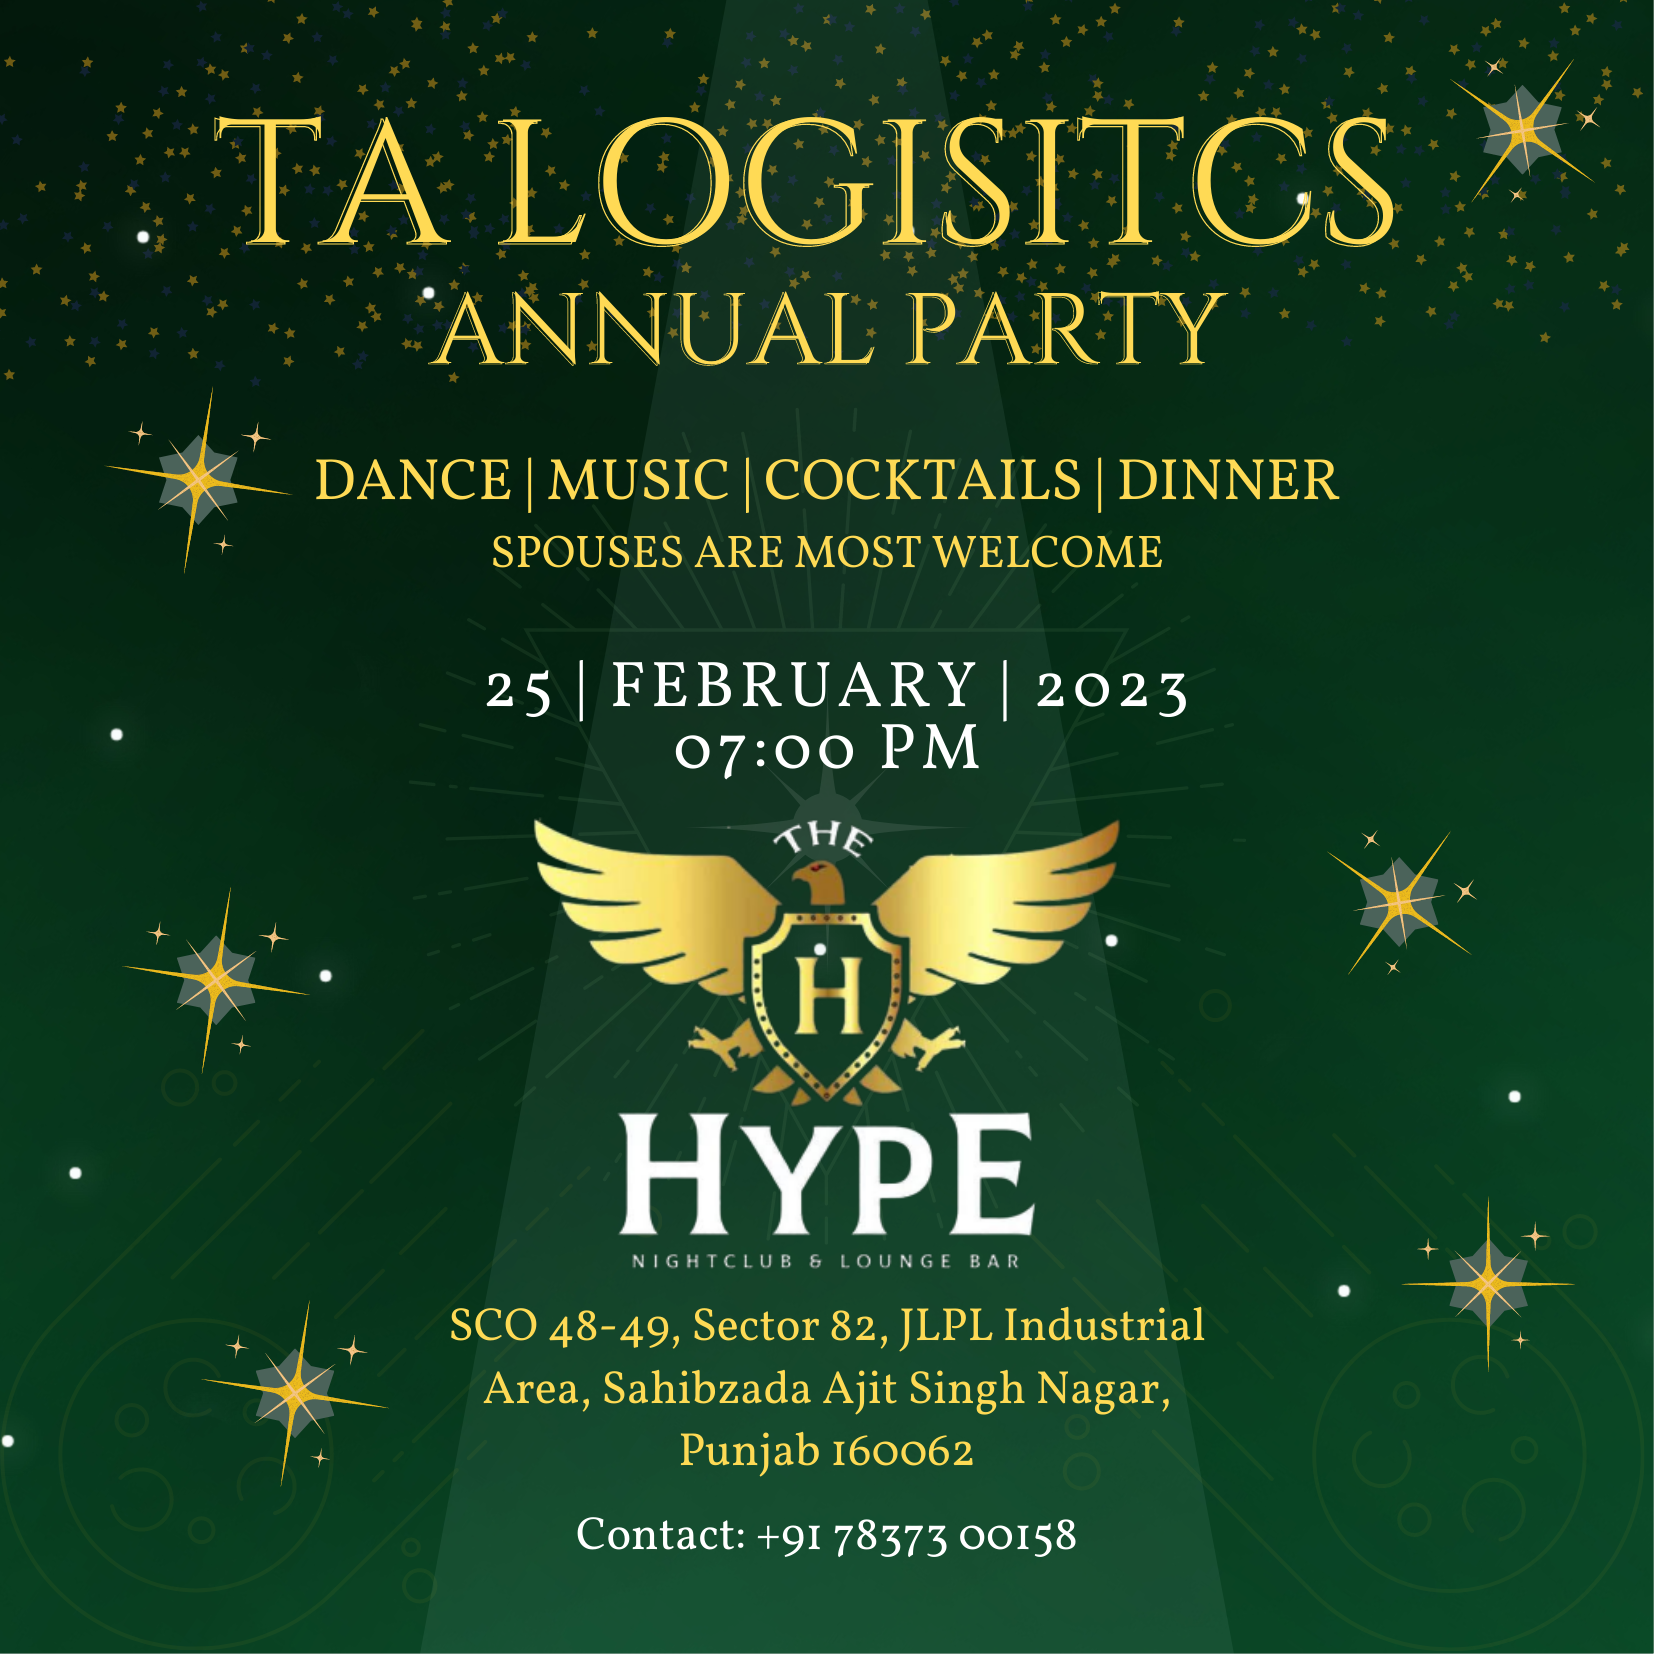 TA LOGISITCS
ANNUAL PARTY
DANCE | MUSIC | COCKTAILS | DINNER
SPOUSES ARE MOST WELCOME
25 | FEBRUARY | 2023
07:00 PM
THE
H
HYPE
NIGHTCLUB & LOUNGE BAR
SCO 48-49, Sector 82, JLPL Industrial
Area, Sahibzada Ajit Singh Nagar,
Punjab 160062
Contact: +91 78373 00158